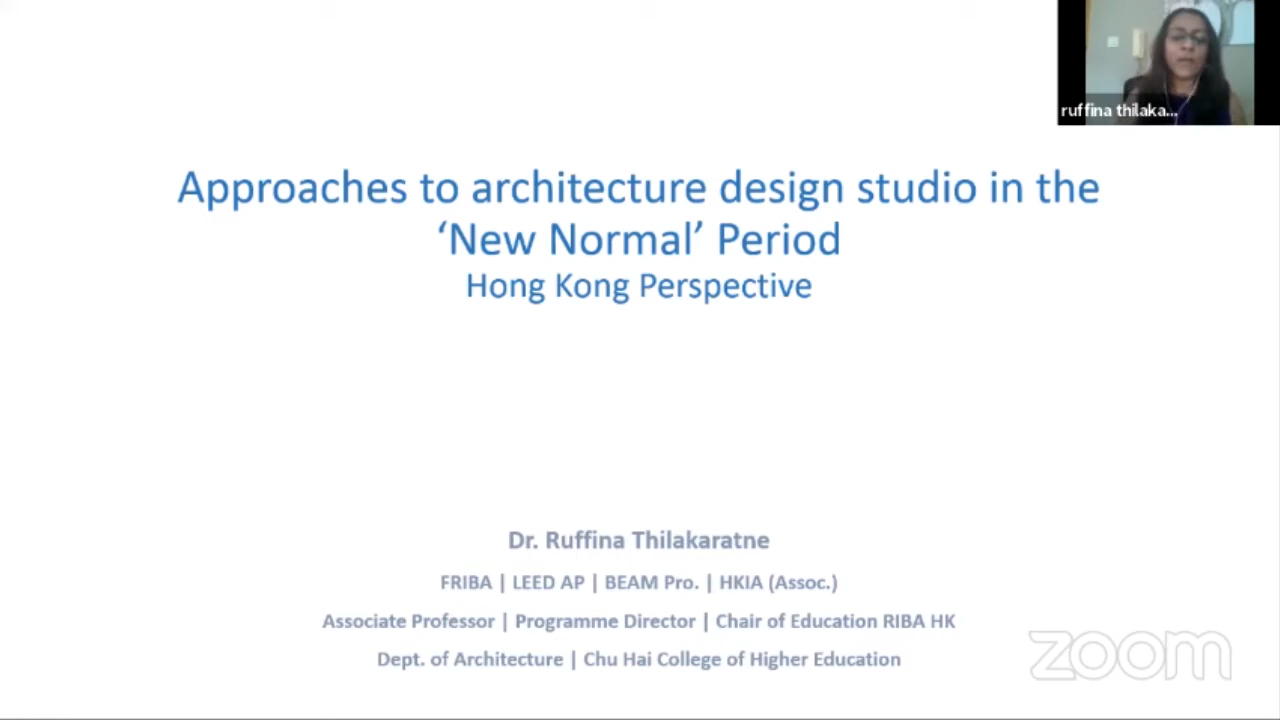 ruffina thilaka...
Approaches to architecture design studio in the
‘New Normal’ Period
Hong Kong Perspective
Dr. Ruffina Thilakaratne
FRIBA | LEED AP | BEAM Pro. | HKIA (Assoc.)
Associate Professor | Programme Director | Chair of Education RIBA HK
Dept. of Architecture | Chu Hai College of Higher Education
zoom